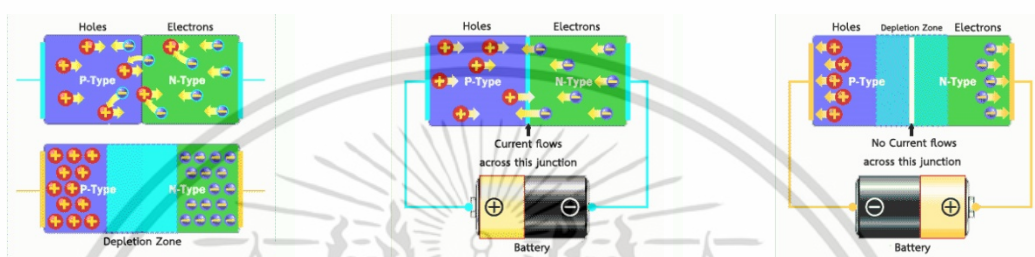 Holes Electrons
P-Type N-Type
P-Type N-Type
Depletion Zone
Holes Electrons
P-Type N-Type
Current flows
across this junction
+ −
Battery
Holes Depletion Zone Electrons
P-Type N-Type
No Current flows
across this junction
− +
Battery